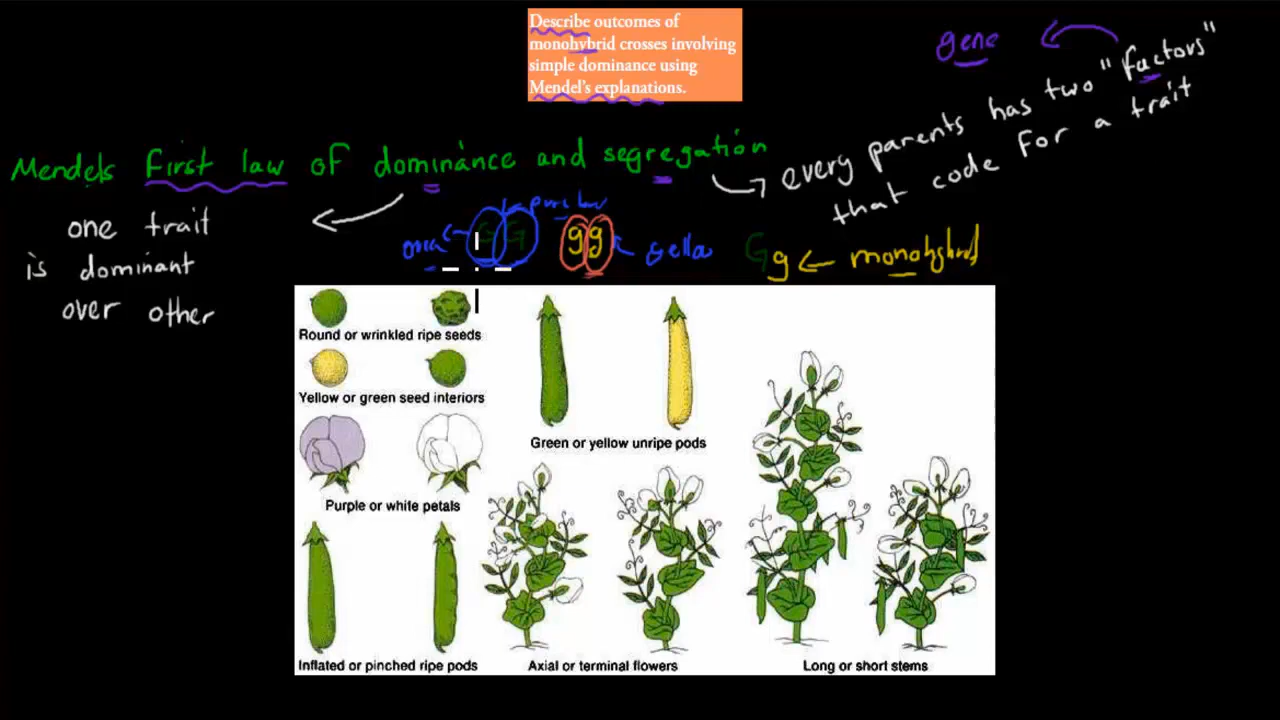 Describe outcomes of
monohybrid crosses involving
simple dominance using
Mendel's explanations.
gene
every parents has two "factors"
that code for a trait
Mendels first law of dominance and segregation
one trait
is dominant
over other
G G
g g
G g
monohybrid
Round or wrinkled ripe seeds
Yellow or green seed interiors
Purple or white petals
Inflated or pinched ripe pods
Green or yellow unripe pods
Axial or terminal flowers
Long or short stems